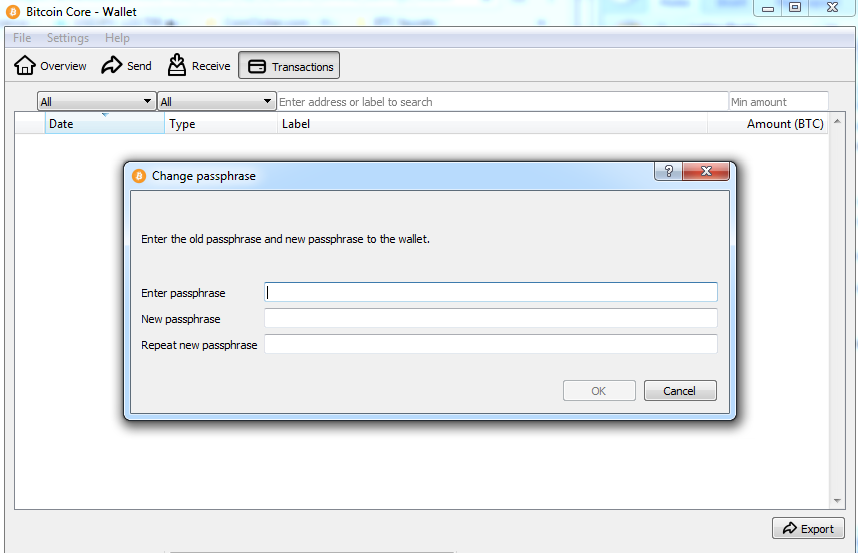 Bitcoin Core - Wallet
File Settings Help
Overview Send Receive Transactions
All All Enter address or label to search Min amount
Date Type Label Amount (BTC)
Change passphrase
Enter the old passphrase and new passphrase to the wallet.
Enter passphrase
New passphrase
Repeat new passphrase
OK Cancel
Export